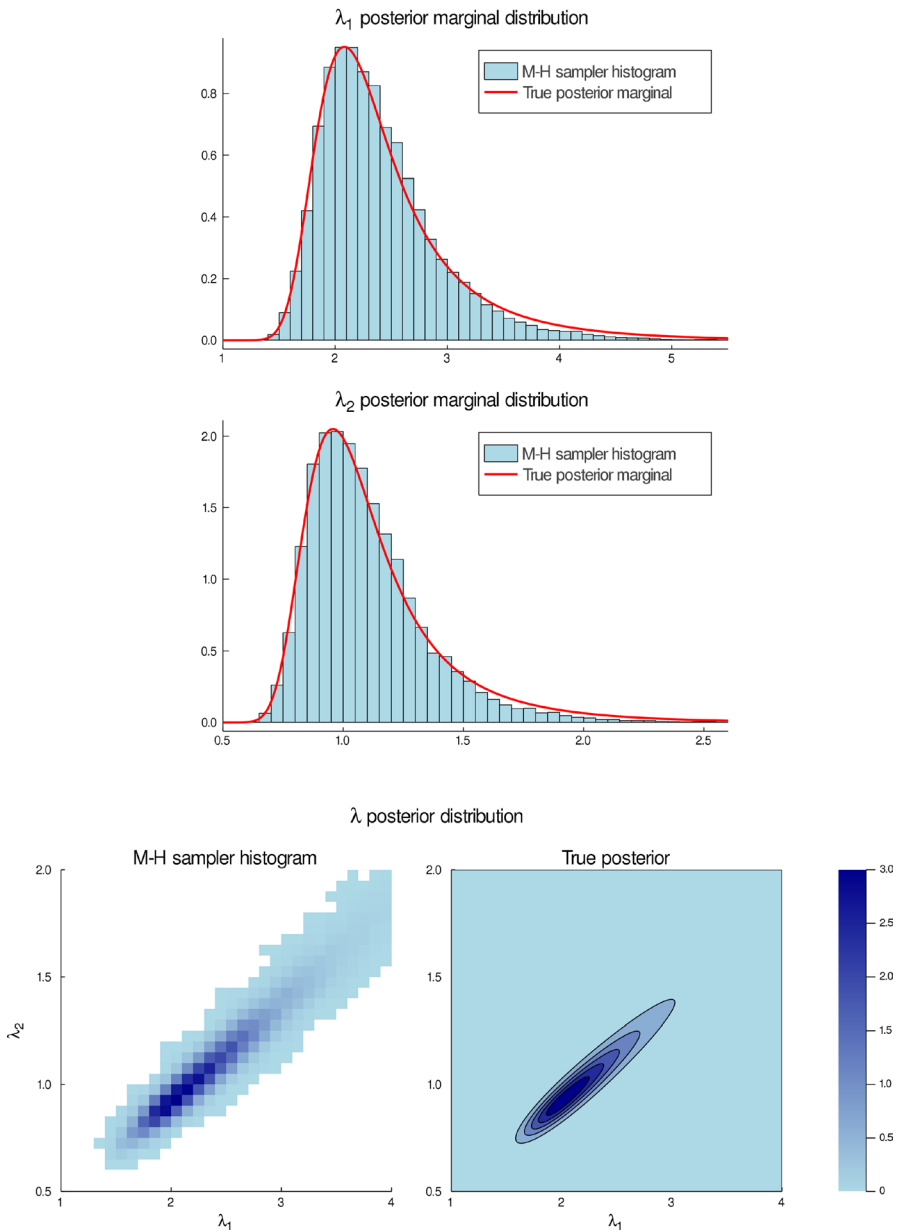 λ1 posterior marginal distribution
M-H sampler histogram
True posterior marginal
0.8
0.6
0.4
0.2
0.0
1 2 3 4 5
λ2 posterior marginal distribution
M-H sampler histogram
True posterior marginal
2.0
1.5
1.0
0.5
0.0
0.5 1.0 1.5 2.0 2.5
λ posterior distribution
M-H sampler histogram
2.0
1.5
1.0
0.5
λ2
1 2 3 4
λ1
True posterior
2.0
1.5
1.0
0.5
1 2 3 4
λ1
3.0
2.5
2.0
1.5
1.0
0.5
0